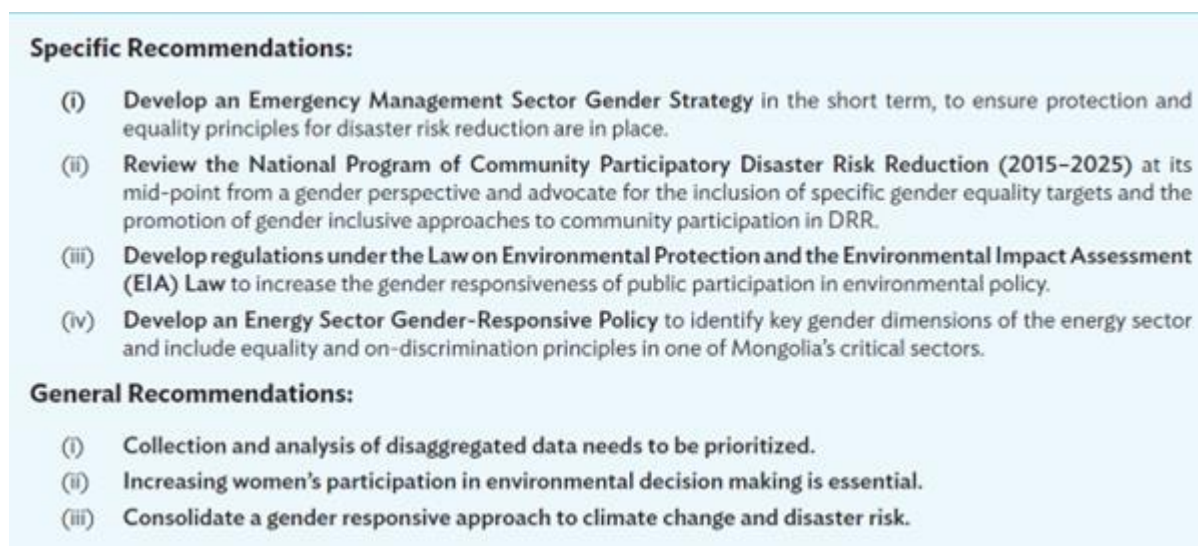 Specific Recommendations:
(i) Develop an Emergency Management Sector Gender Strategy in the short term, to ensure protection and
equality principles for disaster risk reduction are in place.
(ii) Review the National Program of Community Participatory Disaster Risk Reduction (2015–2025) at its
mid-point from a gender perspective and advocate for the inclusion of specific gender equality targets and the
promotion of gender inclusive approaches to community participation in DRR.
(iii) Develop regulations under the Law on Environmental Protection and the Environmental Impact Assessment
(EIA) Law to increase the gender responsiveness of public participation in environmental policy.
(iv) Develop an Energy Sector Gender-Responsive Policy to identify key gender dimensions of the energy sector
and include equality and on-discrimination principles in one of Mongolia's critical sectors.
General Recommendations:
(i) Collection and analysis of disaggregated data needs to be prioritized.
(ii) Increasing women's participation in environmental decision making is essential.
(iii) Consolidate a gender responsive approach to climate change and disaster risk.